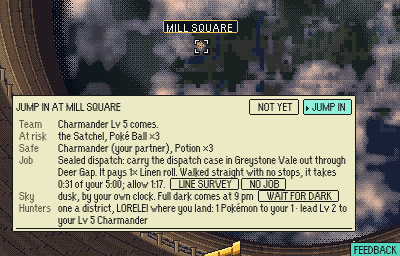 MILL SQUARE
JUMP IN AT MILL SQUARE NOT YET JUMP IN
Team Charmander Lv 5 comes.
At risk the Satchel, Poké Ball ×3
Safe Charmander (your partner), Potion ×3
Job Sealed dispatch: carry the dispatch case in Greystone Vale out through
Deer Gap. It pays 1× Linen roll. Walked straight with no stops, it takes
0:31 of your 5:00; allow 1:17. LINE SURVEY NO JOB
Sky dusk, by your own clock. Full dark comes at 9 pm WAIT FOR DARK
Hunters one a district, LORELEI where you land: 1 Pokémon to your 1 · lead Lv 2 to
your Lv 5 Charmander
FEEDBACK